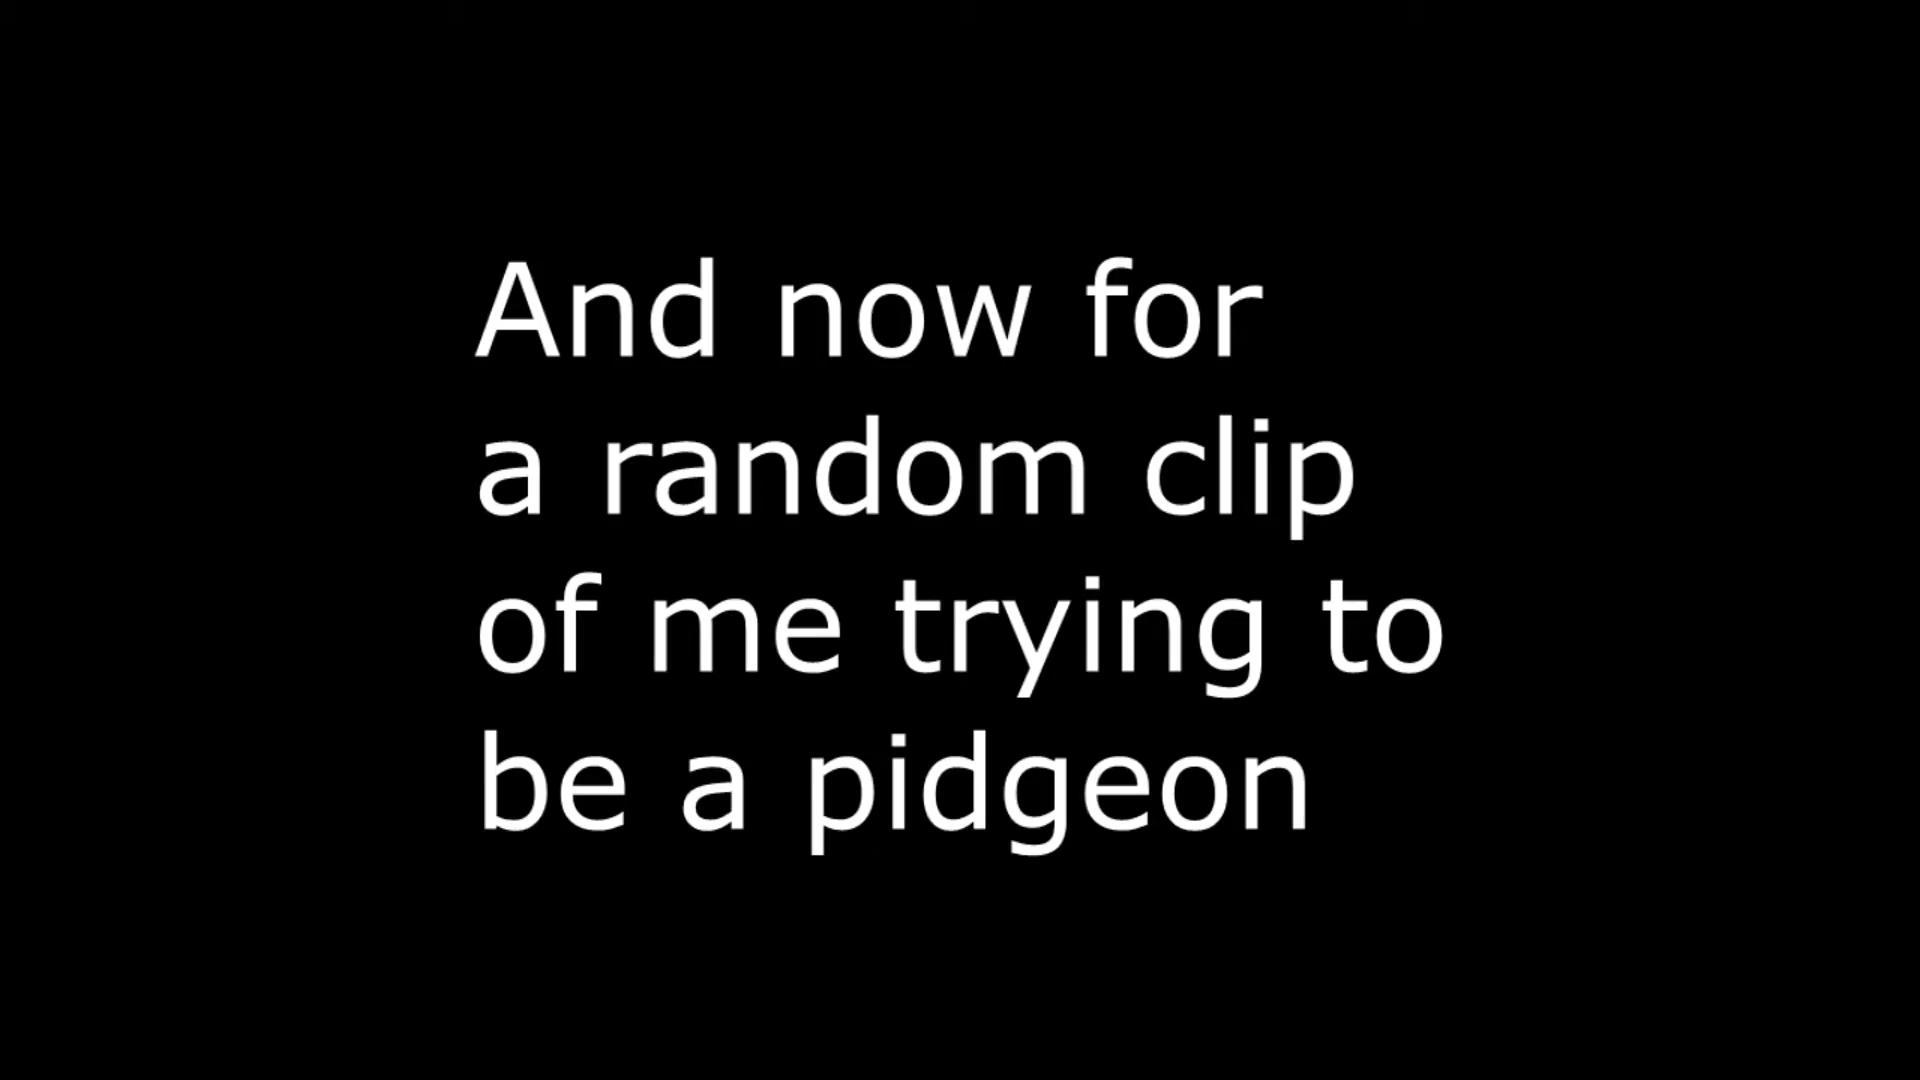 And now for
a random clip
of me trying to
be a pidgeon